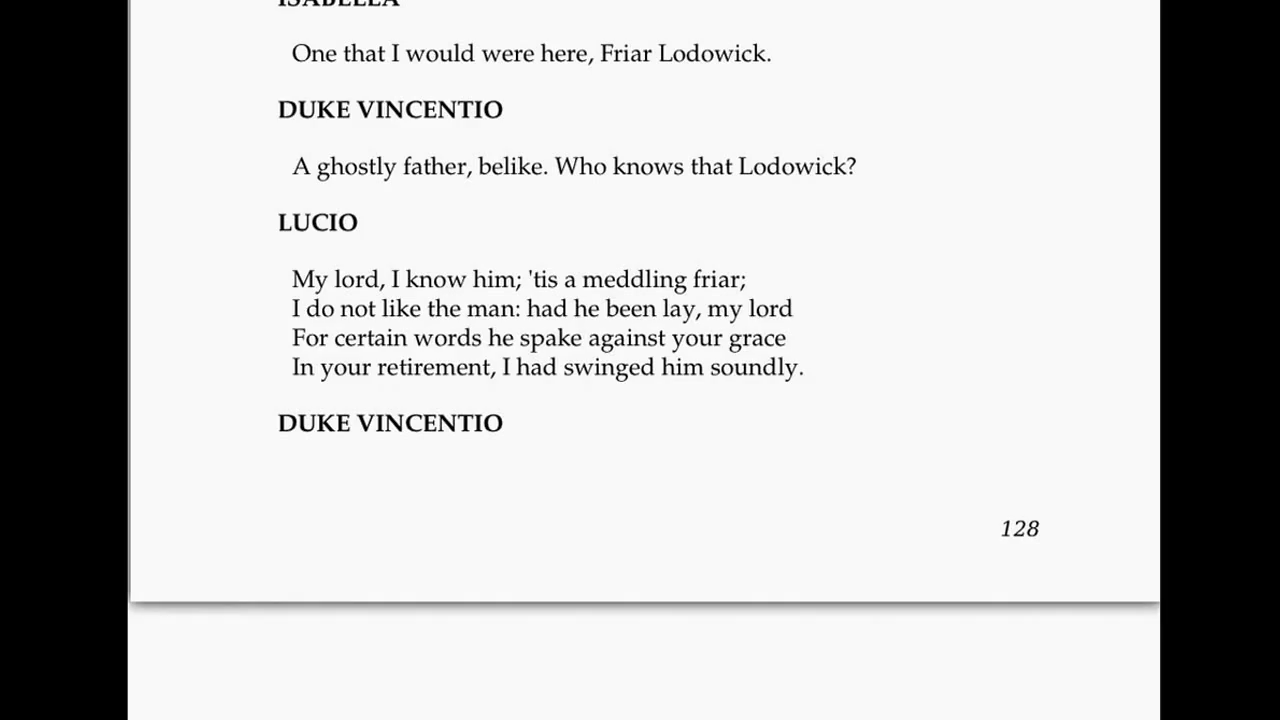 ISABELLA
One that I would were here, Friar Lodowick.
DUKE VINCENTIO
A ghostly father, belike. Who knows that Lodowick?
LUCIO
My lord, I know him; 'tis a meddling friar;
I do not like the man: had he been lay, my lord
For certain words he spake against your grace
In your retirement, I had swinged him soundly.
DUKE VINCENTIO
128